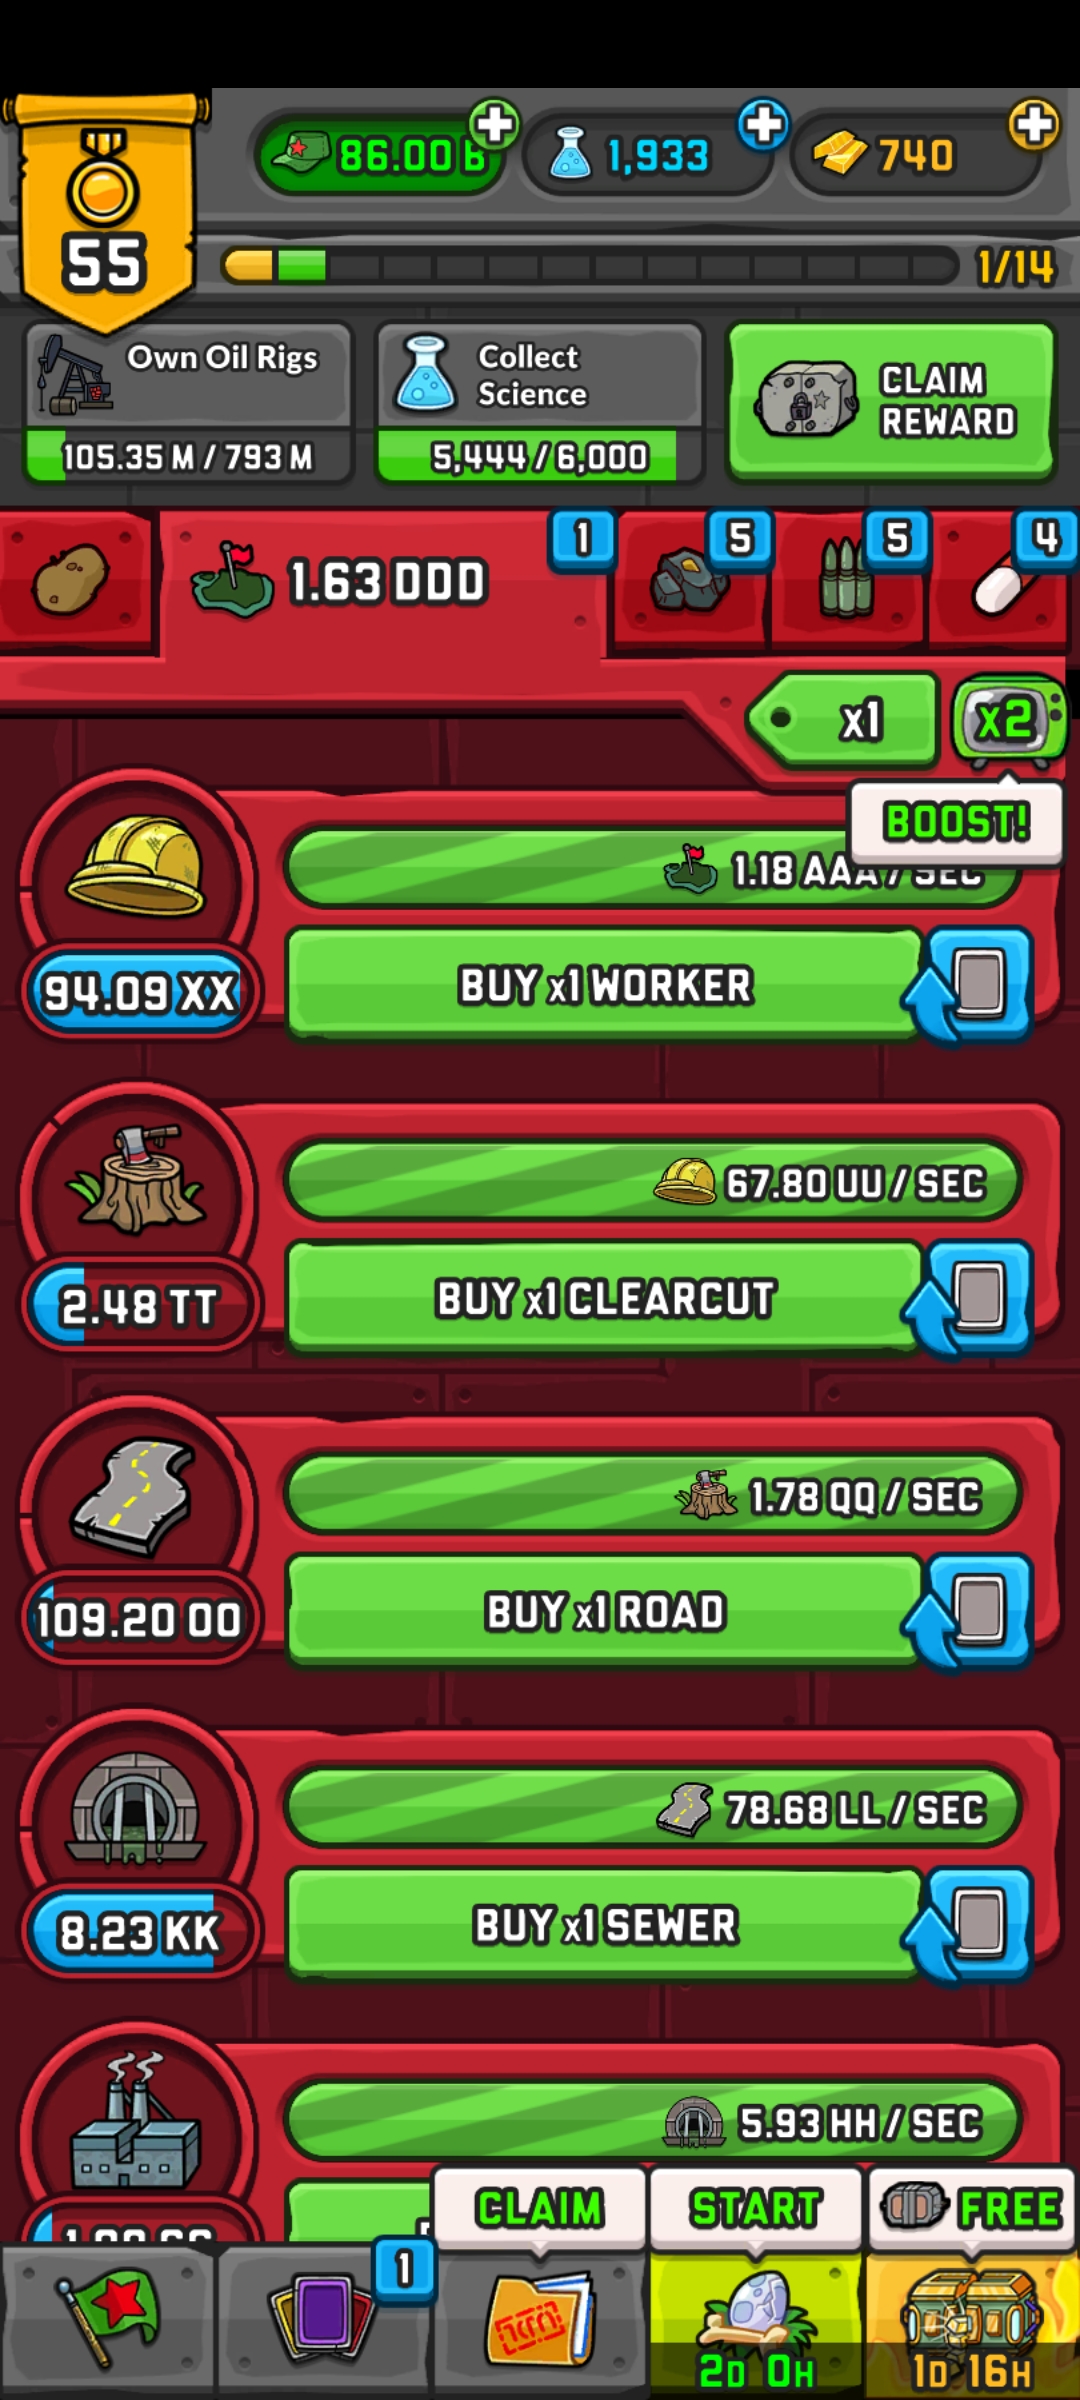 86.00 B
1,933
740
55
1/14
Own Oil Rigs
105.35 M / 793 M
Collect
Science
5,444 / 6,000
CLAIM
REWARD
1.63 DDD
1
5
5
4
x1
x2
BOOST!
1.18 AAA / SEC
94.09 XX
BUY x1 WORKER
67.80 UU / SEC
2.48 TT
BUY x1 CLEARCUT
1.78 QQ / SEC
109.20 OO
BUY x1 ROAD
78.68 LL / SEC
8.23 KK
BUY x1 SEWER
5.93 HH / SEC
CLAIM
START
FREE
1
2D 0H
1D 16H